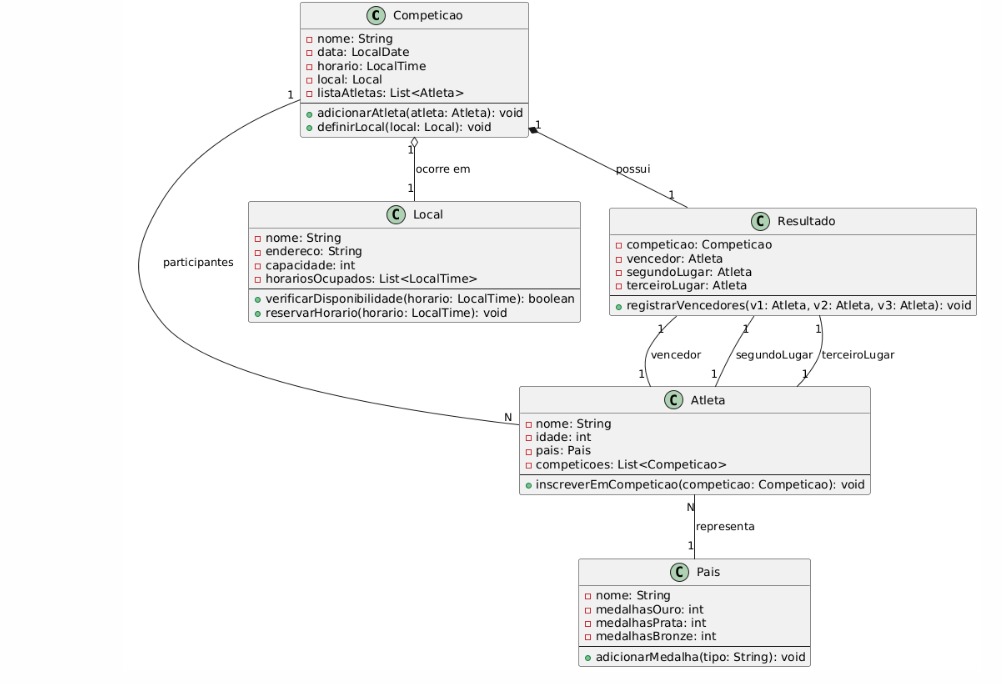 C Competicao
nome: String
data: LocalDate
horario: LocalTime
local: Local
listaAtletas: List<Atleta>
adicionarAtleta(atleta: Atleta): void
definirLocal(local: Local): void
1
1
1
ocorre em
1
possui
1
C Local
nome: String
endereco: String
capacidade: int
horariosOcupados: List<LocalTime>
verificarDisponibilidade(horario: LocalTime): boolean
reservarHorario(horario: LocalTime): void
C Resultado
competicao: Competicao
vencedor: Atleta
segundoLugar: Atleta
terceiroLugar: Atleta
registrarVencedores(v1: Atleta, v2: Atleta, v3: Atleta): void
participantes
1 1 1
vencedor segundoLugar terceiroLugar
1 1 1
N
C Atleta
nome: String
idade: int
pais: Pais
competicoes: List<Competicao>
inscreverEmCompeticao(competicao: Competicao): void
N
representa
1
C Pais
nome: String
medalhasOuro: int
medalhasPrata: int
medalhasBronze: int
adicionarMedalha(tipo: String): void